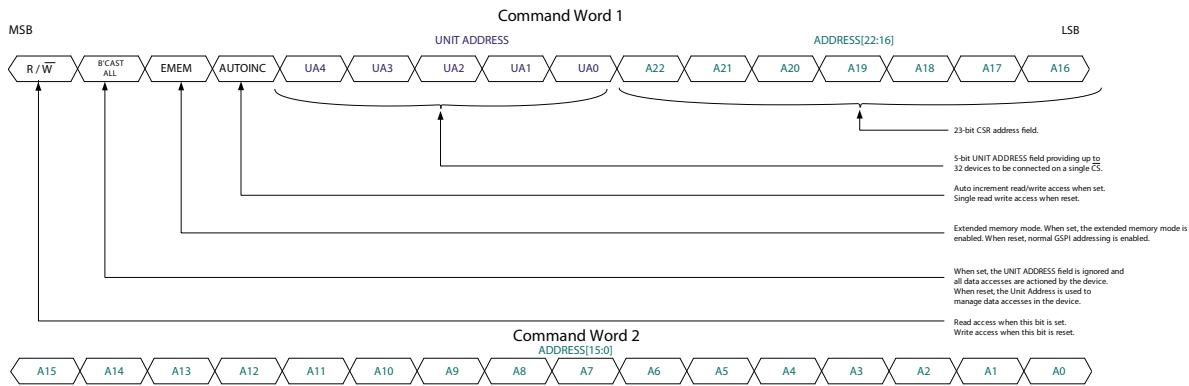 Command Word 1
MSB
LSB
UNIT ADDRESS
ADDRESS[22:16]
R / W B'CAST ALL EMEM AUTOINC UA4 UA3 UA2 UA1 UA0 A22 A21 A20 A19 A18 A17 A16
23-bit CSR address field.
5-bit UNIT ADDRESS field providing up to
32 devices to be connected on a single CS.
Auto increment read/write access when set.
Single read write access when reset.
Extended memory mode. When set, the extended memory mode is
enabled. When reset, normal GSPI addressing is enabled.
When set, the UNIT ADDRESS field is ignored and
all data accesses are actioned by the device.
When reset, the Unit Address is used to
manage data accesses in the device.
Read access when this bit is set.
Write access when this bit is reset.
Command Word 2
ADDRESS[15:0]
A15 A14 A13 A12 A11 A10 A9 A8 A7 A6 A5 A4 A3 A2 A1 A0